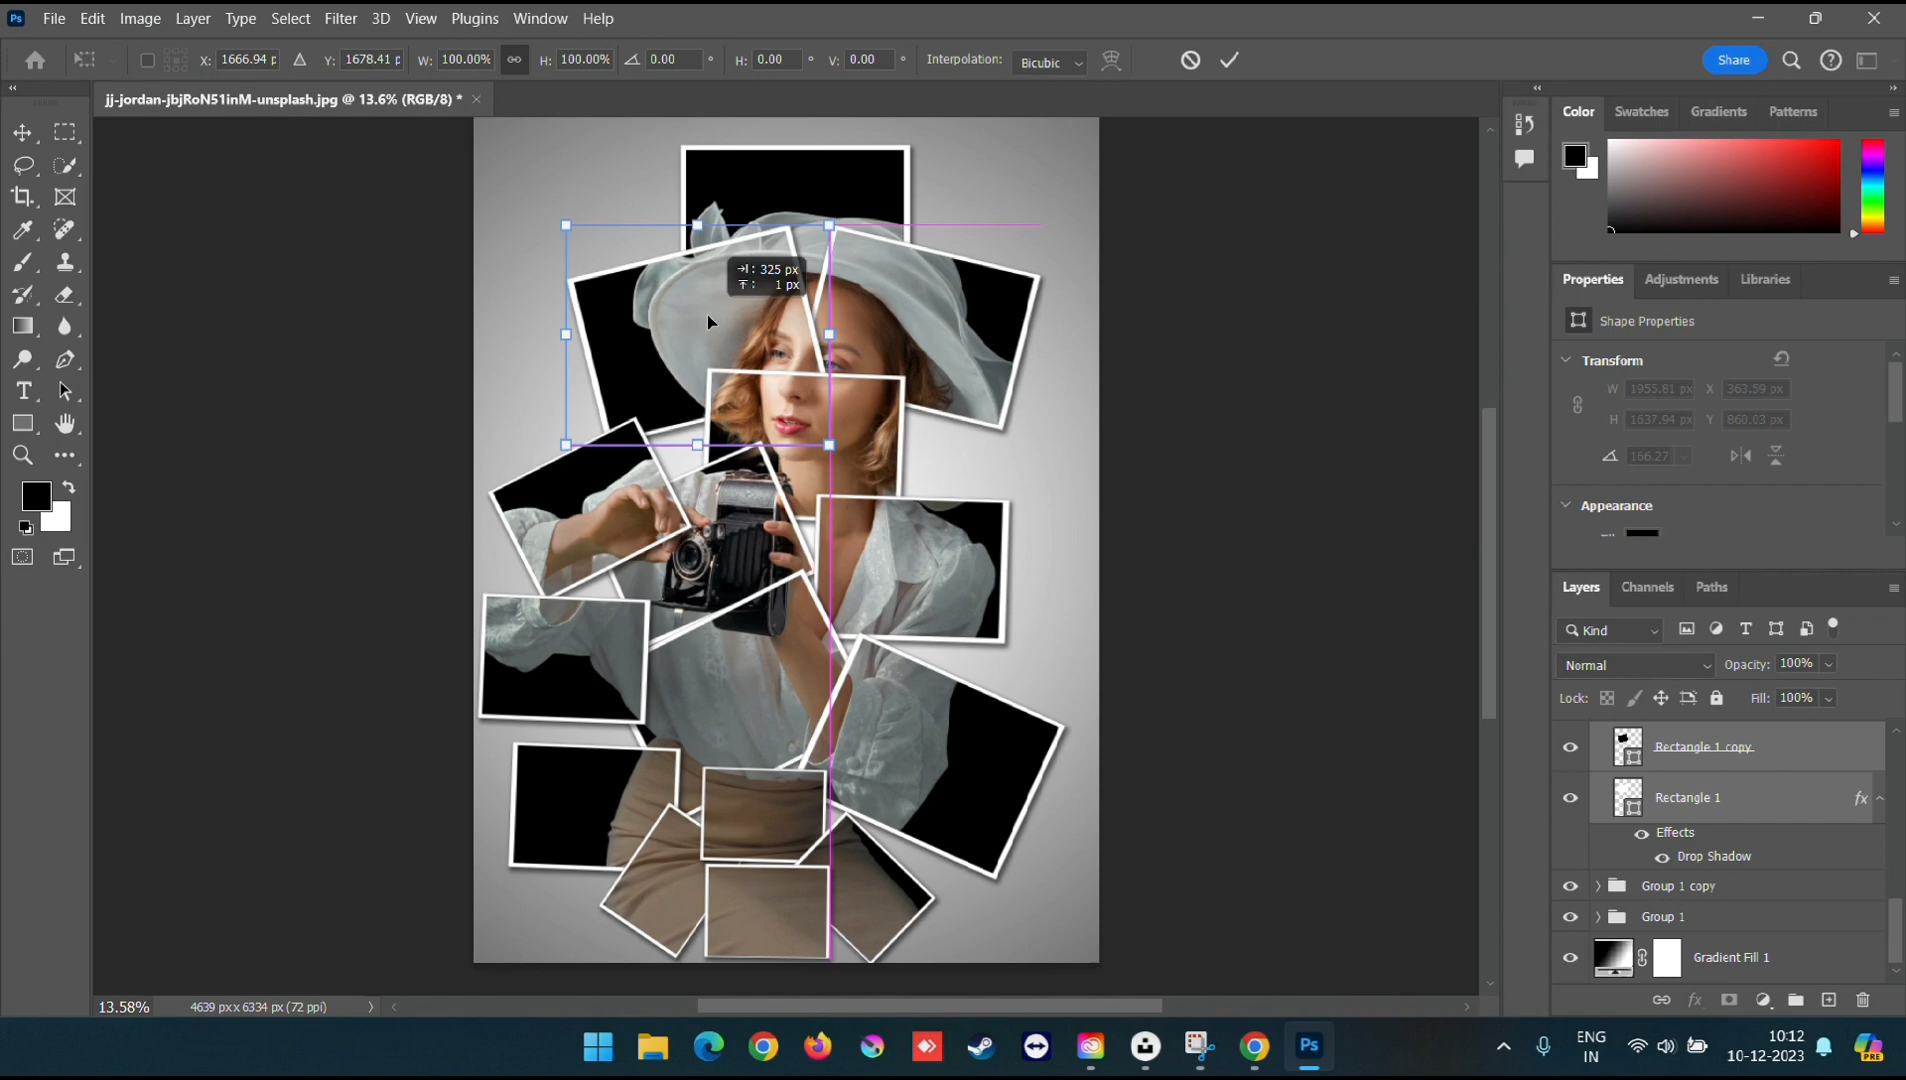 Ps File Edit Image Layer Type Select Filter 3D View Plugins Window Help
X: 1666.94 p Y: 1678.41 p W: 100.00% H: 100.00% 0.00 ° H: 0.00 ° V: 0.00 ° Interpolation: Bicubic Share
jj-jordan-jbjRoN51inM-unsplash.jpg @ 13.6% (RGB/8) *
Color Swatches Gradients Patterns
: 325 px
: 1 px
Properties Adjustments Libraries
Shape Properties
Transform
W 1955.81 px X 363.59 px
H 1637.94 px Y 860.03 px
166.27
Appearance
Layers Channels Paths
Kind
Normal Opacity: 100%
Lock: Fill: 100%
Rectangle 1 copy
Rectangle 1 fx
Effects
Drop Shadow
Group 1 copy
Group 1
Gradient Fill 1
fx
13.58% 4639 px x 6334 px (72 ppi)
Ps
ENG
IN
10:12
10-12-2023
PRE